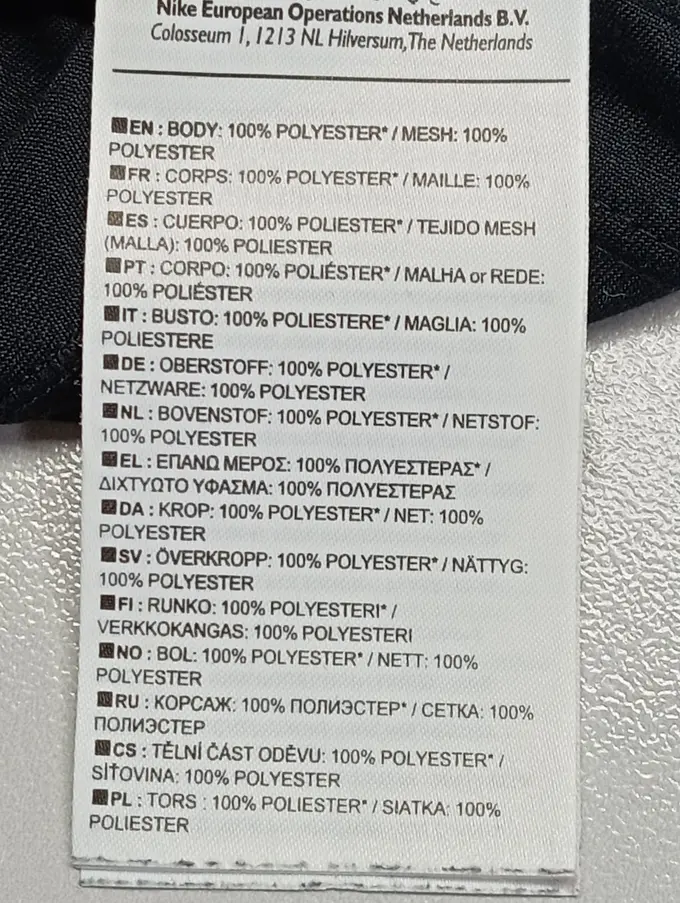 Nike European Operations Netherlands B.V.
Colosseum 1, 1213 NL Hilversum, The Netherlands
EN : BODY: 100% POLYESTER* / MESH: 100%
POLYESTER
FR : CORPS: 100% POLYESTER* / MAILLE: 100%
POLYESTER
ES : CUERPO: 100% POLIESTER* / TEJIDO MESH
(MALLA): 100% POLIESTER
PT : CORPO: 100% POLIÉSTER* / MALHA or REDE:
100% POLIÉSTER
IT : BUSTO: 100% POLIESTERE* / MAGLIA: 100%
POLIESTERE
DE : OBERSTOFF: 100% POLYESTER* /
NETZWARE: 100% POLYESTER
NL : BOVENSTOF: 100% POLYESTER* / NETSTOF:
100% POLYESTER
EL : ΕΠΑΝΩ ΜΕΡΟΣ: 100% ΠΟΛΥΕΣΤΕΡΑΣ* /
ΔΙΧΤΥΩΤΟ ΥΦΑΣΜΑ: 100% ΠΟΛΥΕΣΤΕΡΑΣ
DA : KROP: 100% POLYESTER* / NET: 100%
POLYESTER
SV : ÖVERKROPP: 100% POLYESTER* / NÄTTYG:
100% POLYESTER
FI : RUNKO: 100% POLYESTERI* /
VERKKOKANGAS: 100% POLYESTERI
NO : BOL: 100% POLYESTER* / NETT: 100%
POLYESTER
RU : КОРСАЖ: 100% ПОЛИЭСТЕР* / СЕТКА: 100%
ПОЛИЭСТЕР
CS : TĚLNÍ ČÁST ODĚVU: 100% POLYESTER* /
SÍŤOVINA: 100% POLYESTER
PL : TORS : 100% POLIESTER* / SIATKA: 100%
POLIESTER